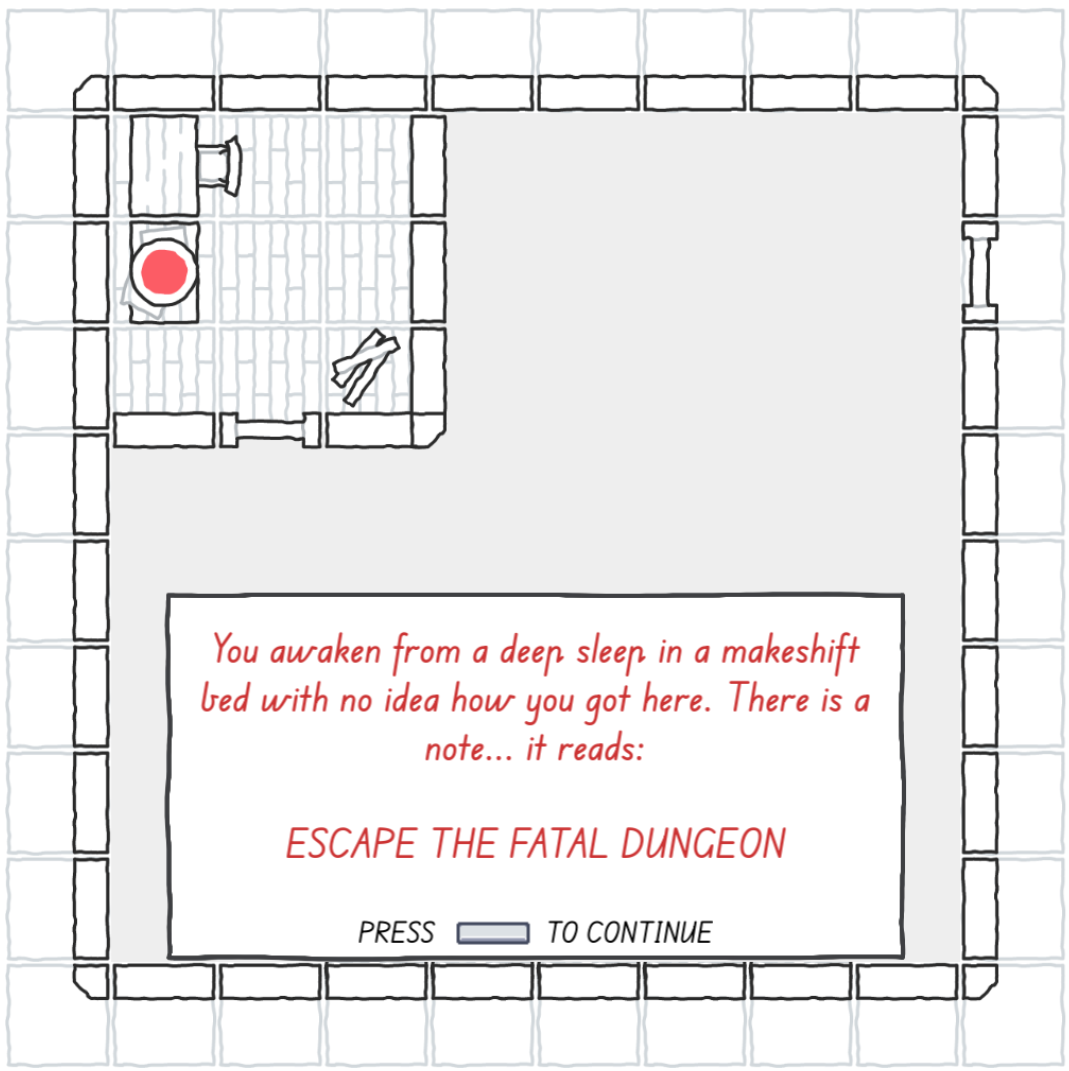 You awaken from a deep sleep in a makeshift
bed with no idea how you got here. There is a
note... it reads:
ESCAPE THE FATAL DUNGEON
PRESS TO CONTINUE